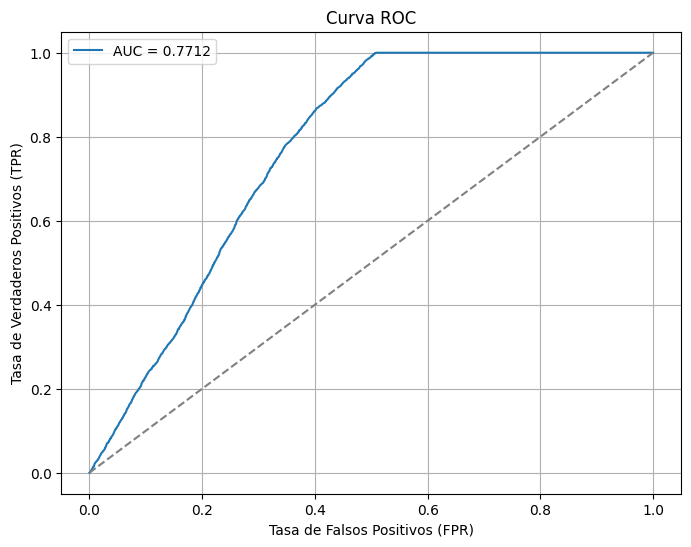 Curva ROC
AUC = 0.7712
Tasa de Verdaderos Positivos (TPR)
1.0
0.8
0.6
0.4
0.2
0.0
0.0 0.2 0.4 0.6 0.8 1.0
Tasa de Falsos Positivos (FPR)